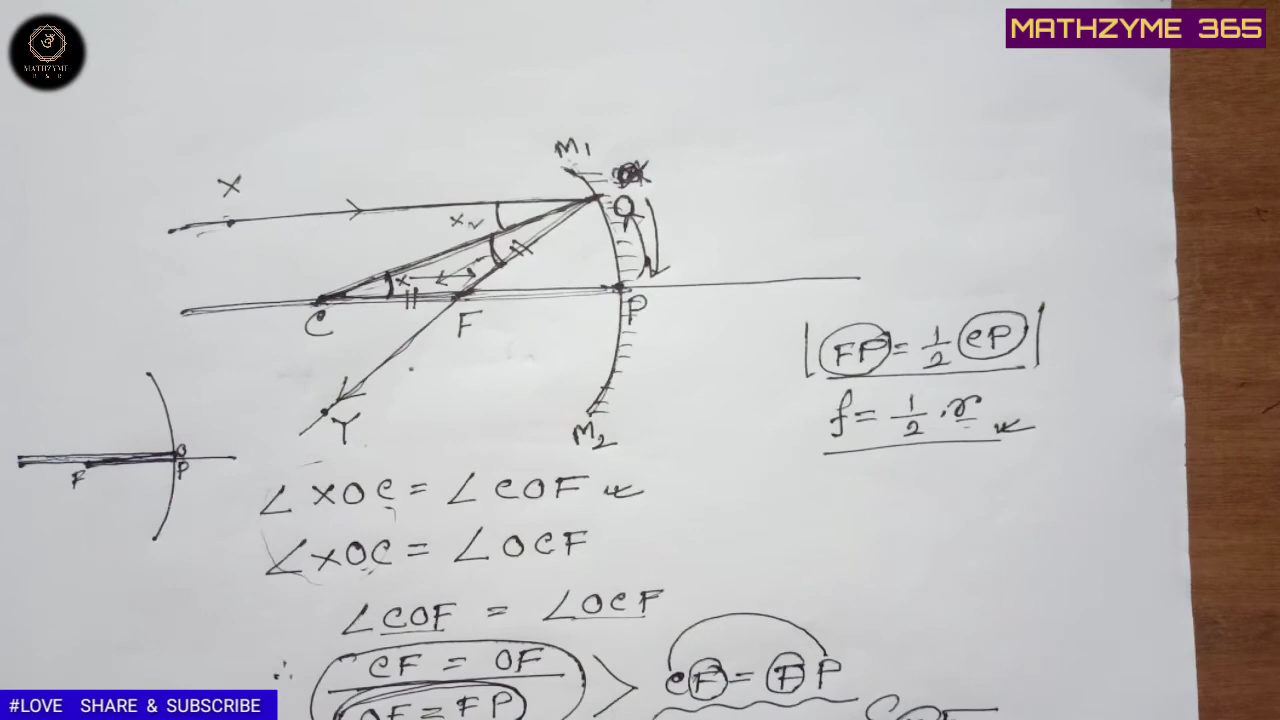 MATHZYME 365
ॐ
MATHZYME
M1
X
O
C
F
P
Y
M2
FP = 1/2 CP
f = 1/2 . r
F
O
P
∠XOC = ∠COF
∠XOC = ∠OCF
∠COF = ∠OCF
∴ CF = OF
OF = FP
CF = FP
#LOVE SHARE & SUBSCRIBE